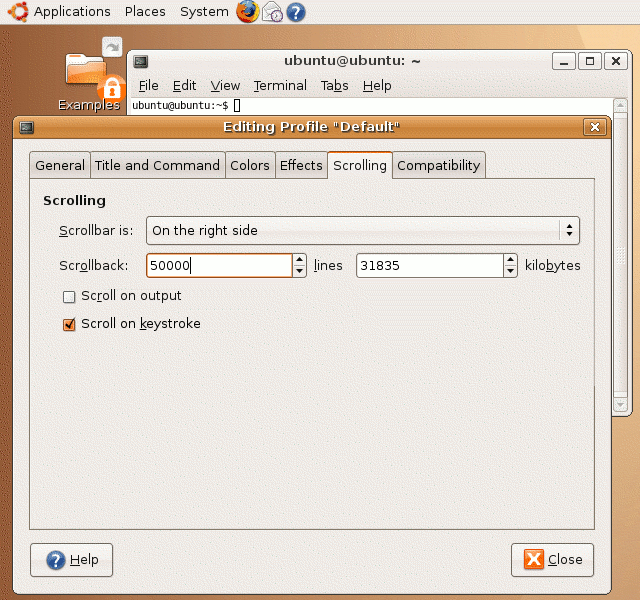 Applications Places System
ubuntu@ubuntu: ~
File Edit View Terminal Tabs Help
Examples
ubuntu@ubuntu:~$
Editing Profile "Default"
General Title and Command Colors Effects Scrolling Compatibility
Scrolling
Scrollbar is: On the right side
Scrollback: 50000 lines 31835 kilobytes
Scroll on output
Scroll on keystroke
Help Close